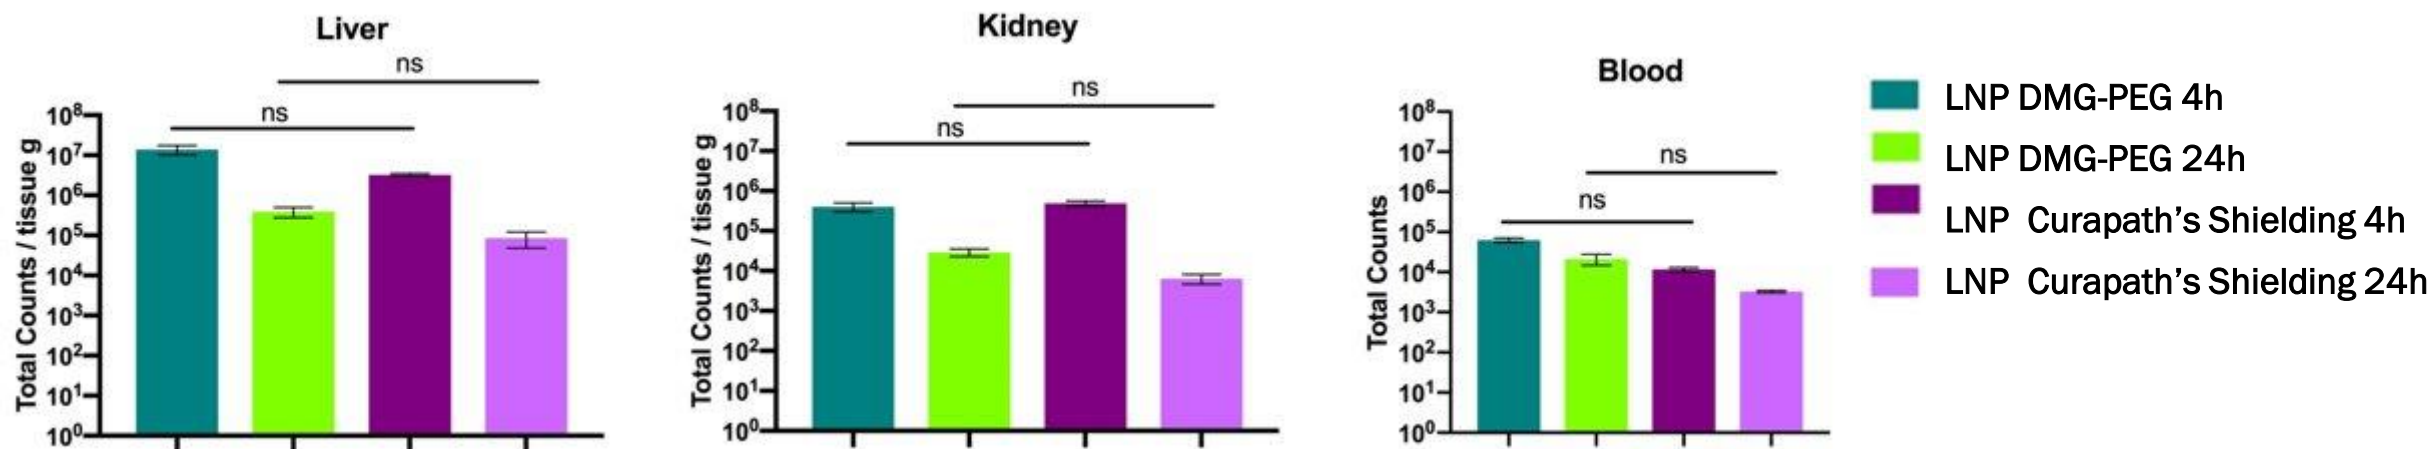 Liver
ns
ns
Total Counts / tissue g
10⁸
10⁷
10⁶
10⁵
10⁴
10³
10²
10¹
10⁰
Kidney
ns
ns
Total Counts / tissue g
10⁸
10⁷
10⁶
10⁵
10⁴
10³
10²
10¹
10⁰
Blood
ns
ns
Total Counts
10⁸
10⁷
10⁶
10⁵
10⁴
10³
10²
10¹
10⁰
LNP DMG-PEG 4h
LNP DMG-PEG 24h
LNP Curapath's Shielding 4h
LNP Curapath's Shielding 24h